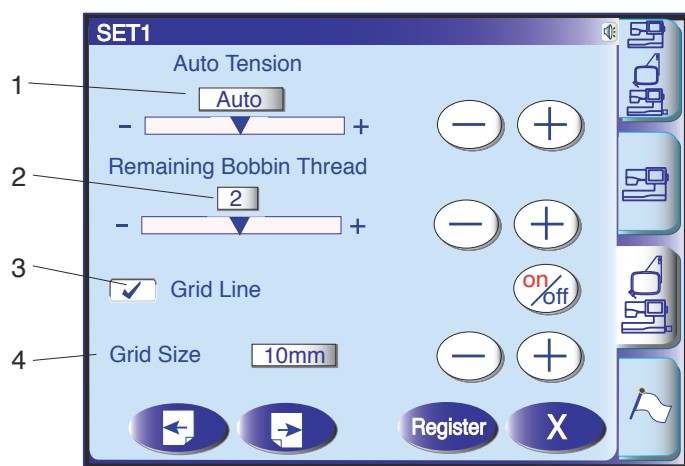 SET1
Auto Tension
1
Auto
- +
Remaining Bobbin Thread
2
2
- +
3
Grid Line
on/off
4
Grid Size
10mm
Register
X